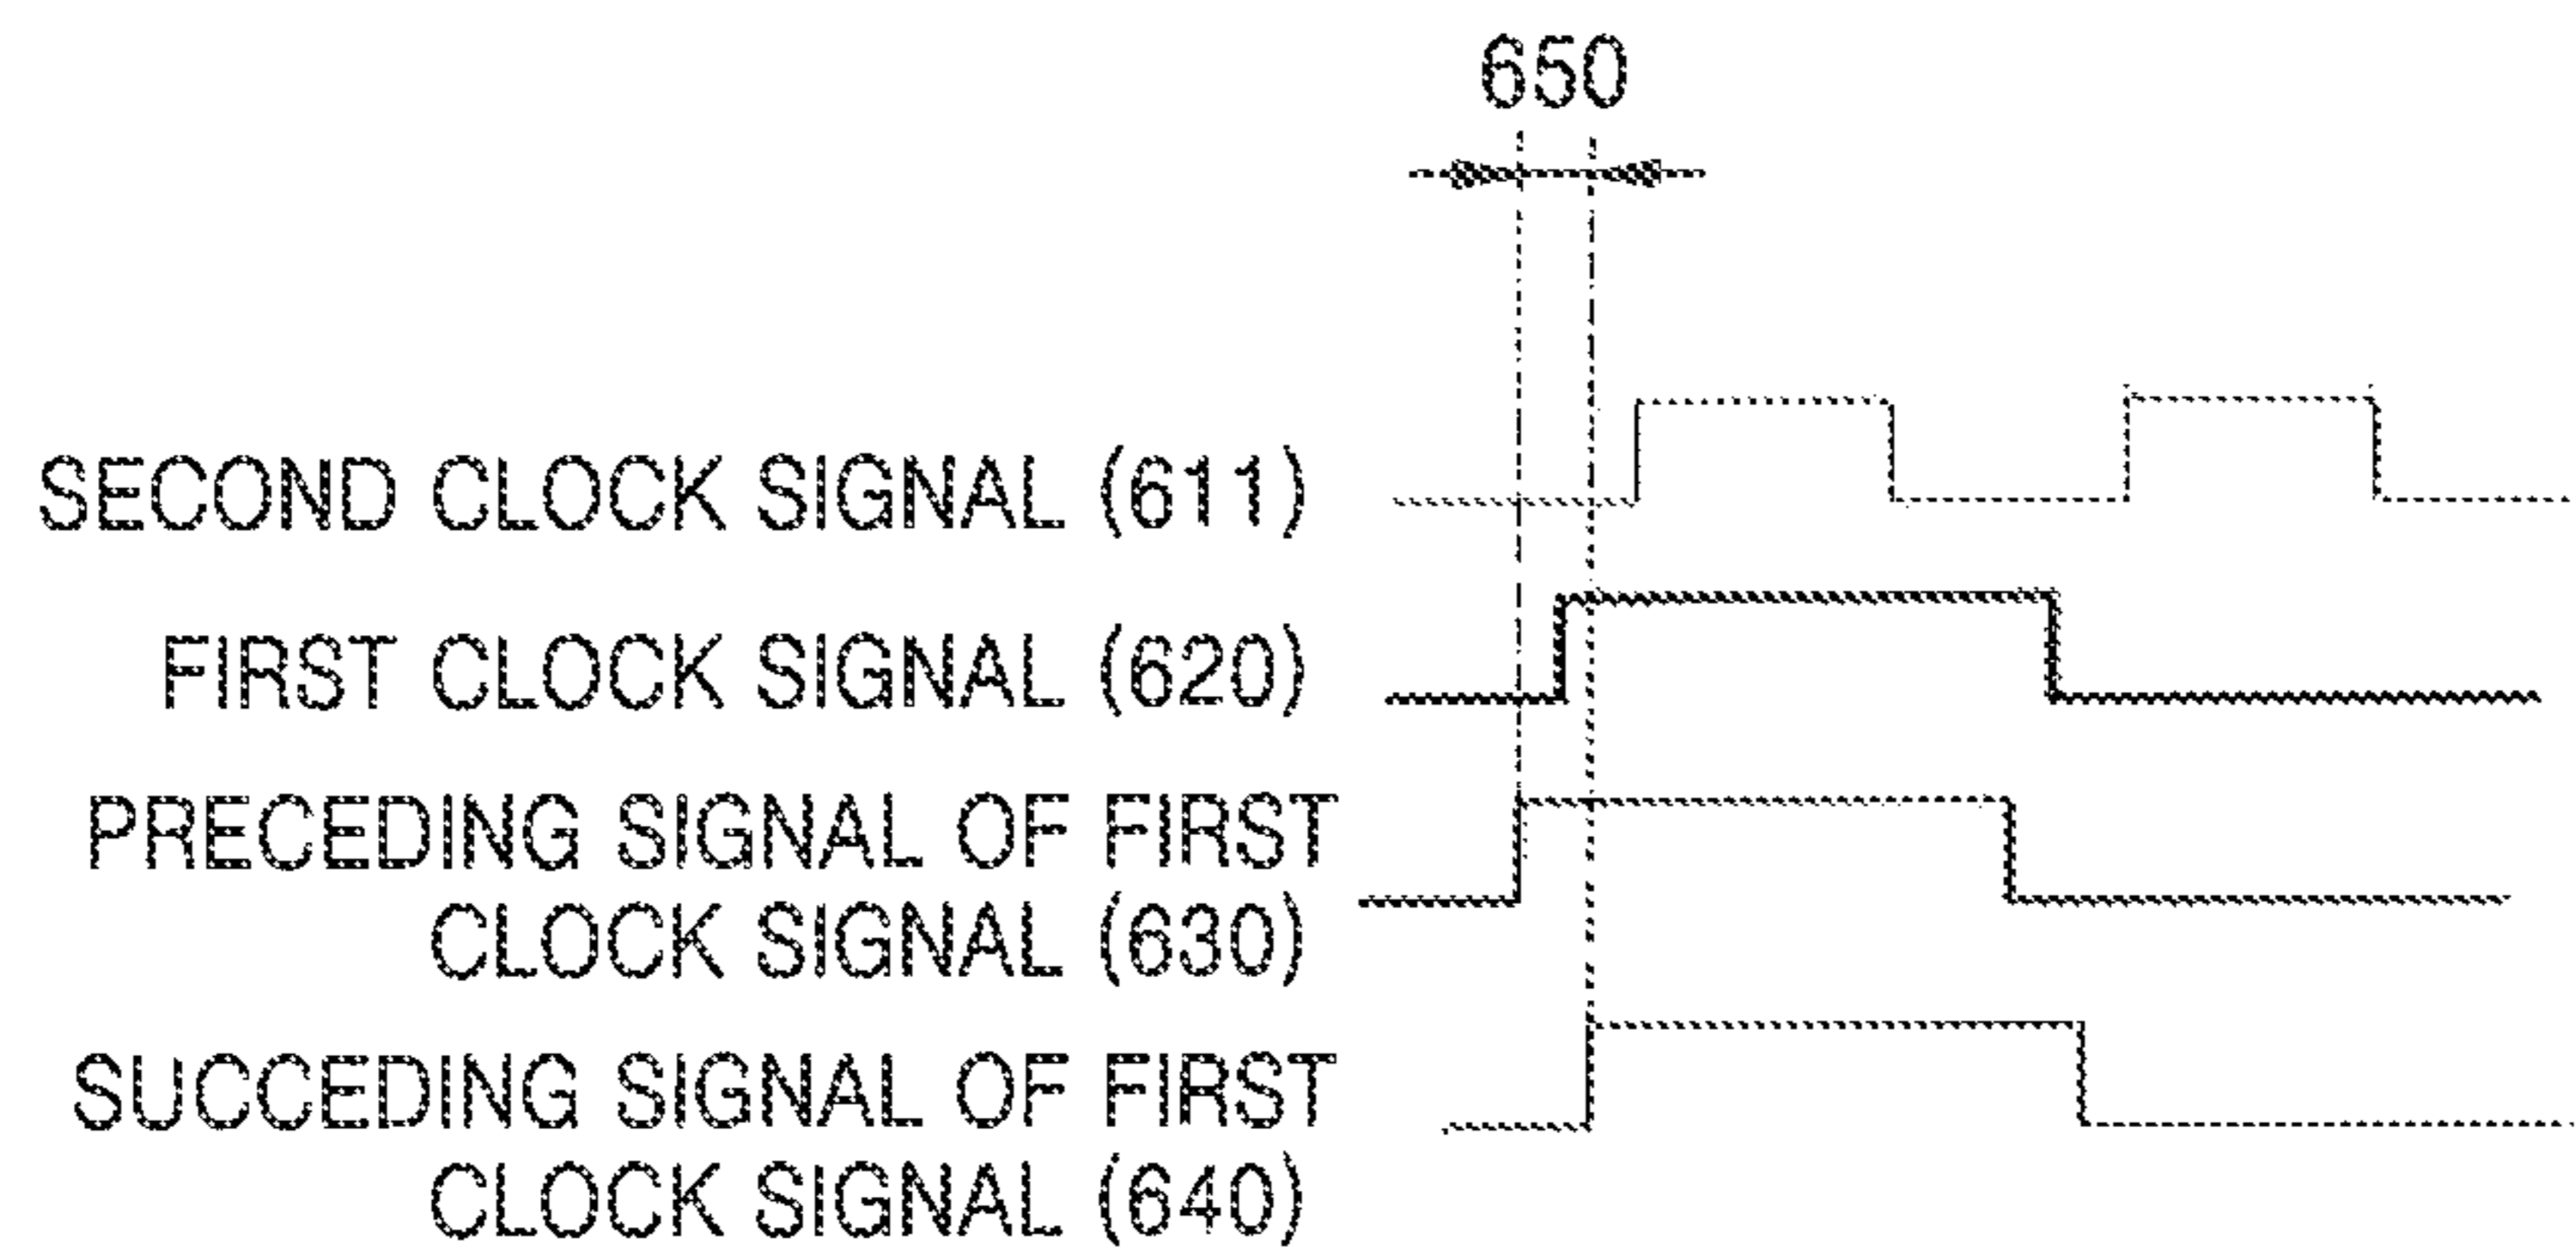 650
SECOND CLOCK SIGNAL (611)
FIRST CLOCK SIGNAL (620)
PRECEDING SIGNAL OF FIRST
CLOCK SIGNAL (630)
SUCCEDING SIGNAL OF FIRST
CLOCK SIGNAL (640)